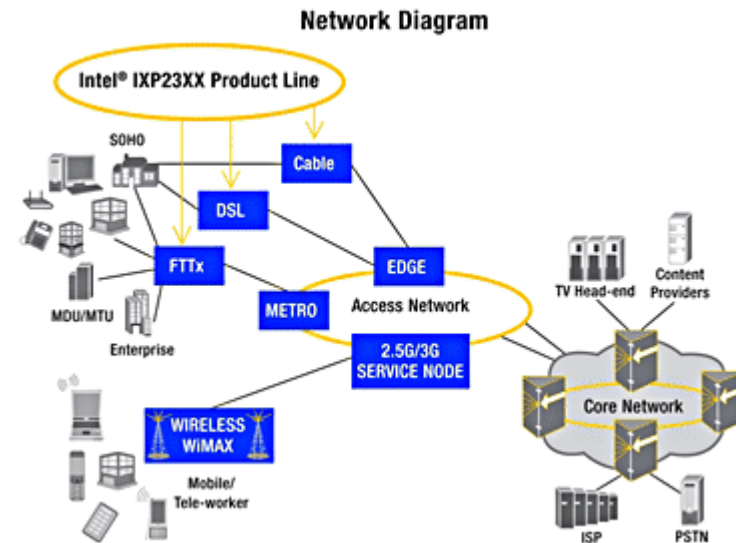 Network Diagram
Intel® IXP23XX Product Line
SOHO
Cable
DSL
FTTx
EDGE
METRO
Access Network
MDU/MTU
Enterprise
2.5G/3G
SERVICE NODE
TV Head-end
Content
Providers
Core Network
WIRELESS
WiMAX
Mobile/
Tele-worker
ISP
PSTN